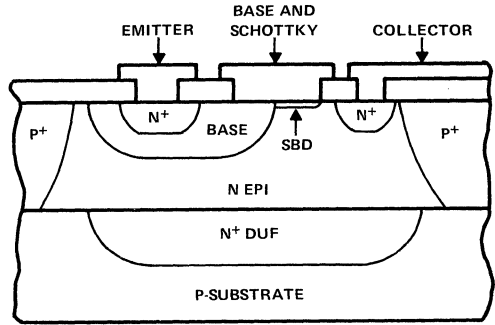 EMITTER
BASE AND
SCHOTTKY
COLLECTOR
P+
N+
BASE
SBD
N+
P+
N EPI
N+ DUF
P-SUBSTRATE